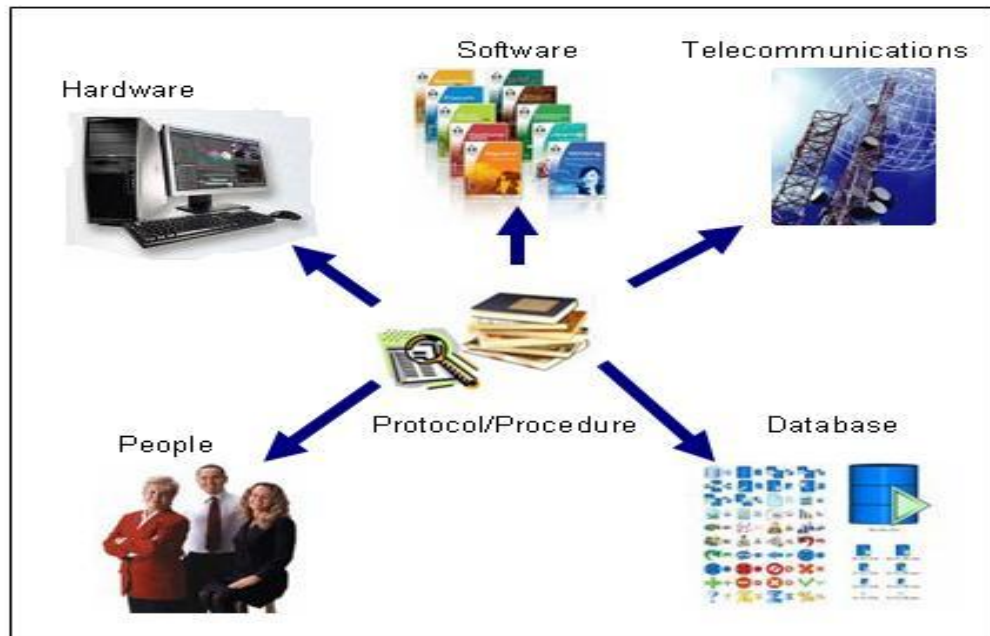 Software
Telecommunications
Hardware
Protocol/Procedure
People
Database